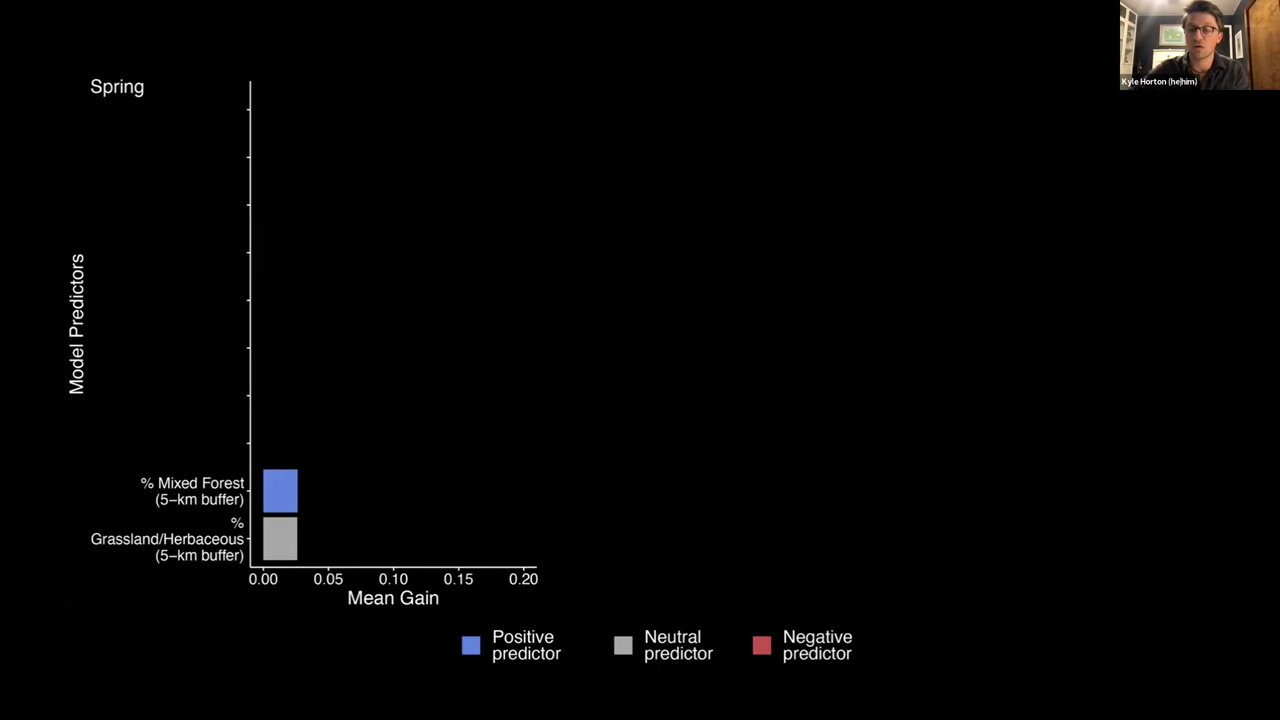 Kyle Horton (he|him)
Spring
Model Predictors
% Mixed Forest
(5-km buffer)
%
Grassland/Herbaceous
(5-km buffer)
0.00 0.05 0.10 0.15 0.20
Mean Gain
Positive
predictor
Neutral
predictor
Negative
predictor